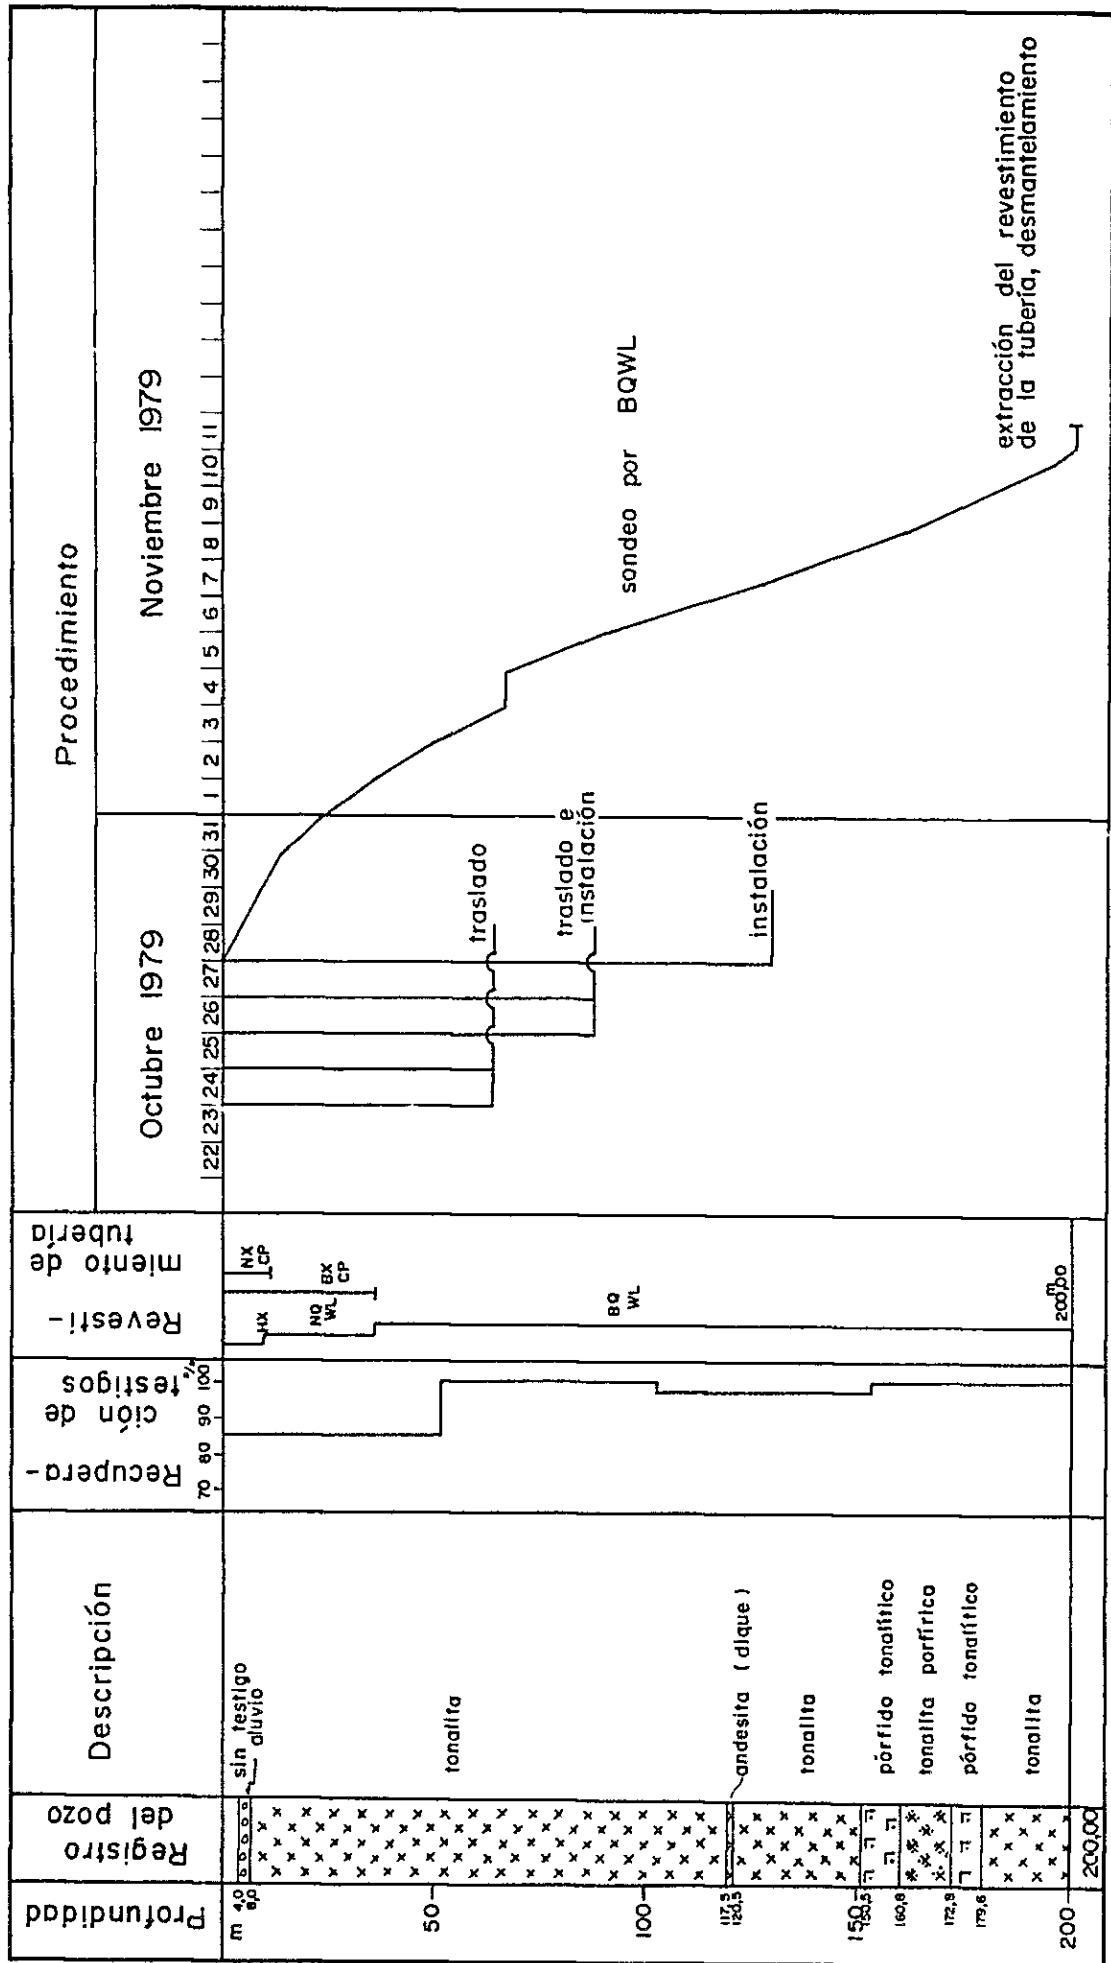 Profundidad
Registro
del pozo
Descripción
Recupera-
ción de
testigos
Revesti-
miento de
tubería
Procedimiento
Octubre 1979
Noviembre 1979
m
70 80 90 100 %
22 23 24 25 26 27 28 29 30 31 1 2 3 4 5 6 7 8 9 10 11
4,0
sin testigo
aluvio
HX
NX
CP
NQ
WL
BX
CP
50
tonalita
traslado
traslado e
instalación
BQ
WL
sondeo por BQWL
100
117,5
120,5
andesita (dique)
tonalita
instalación
150
150,5
pórfido tonalítico
160,8
tonalita porfírica
172,8
pórfido tonalítico
179,6
tonalita
extracción del revestimiento
de la tubería, desmantelamiento
200
200,00
m
200,00